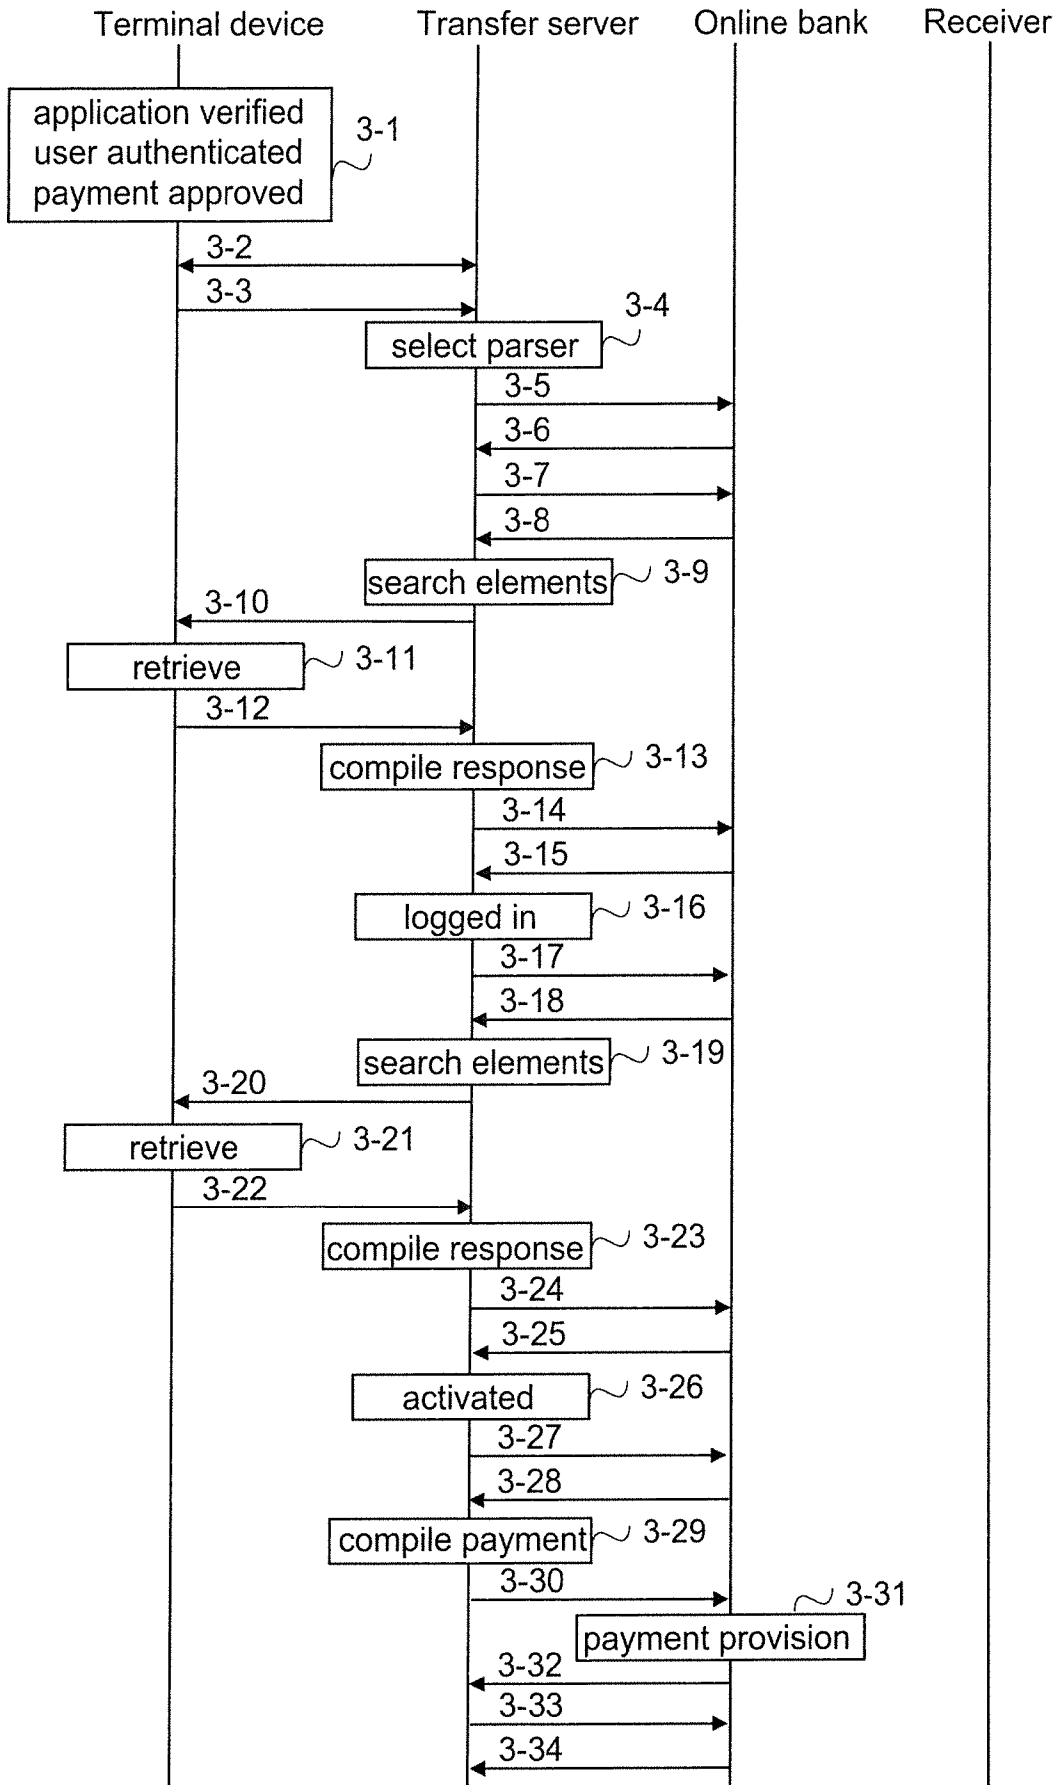 Terminal device Transfer server Online bank Receiver
application verified
user authenticated
payment approved
3-1
3-2
3-3
3-4
select parser
3-5
3-6
3-7
3-8
search elements
3-9
3-10
retrieve
3-11
3-12
compile response
3-13
3-14
3-15
logged in
3-16
3-17
3-18
search elements
3-19
3-20
retrieve
3-21
3-22
compile response
3-23
3-24
3-25
activated
3-26
3-27
3-28
compile payment
3-29
3-30
3-31
payment provision
3-32
3-33
3-34